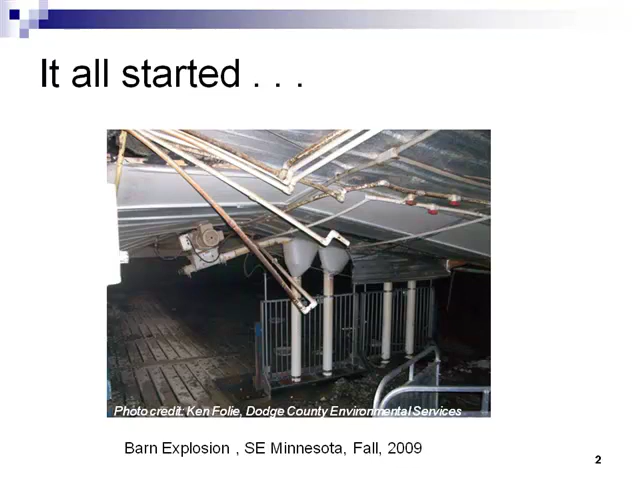 It all started . . .
Photo credit: Ken Folie, Dodge County Environmental Services
Barn Explosion , SE Minnesota, Fall, 2009
2